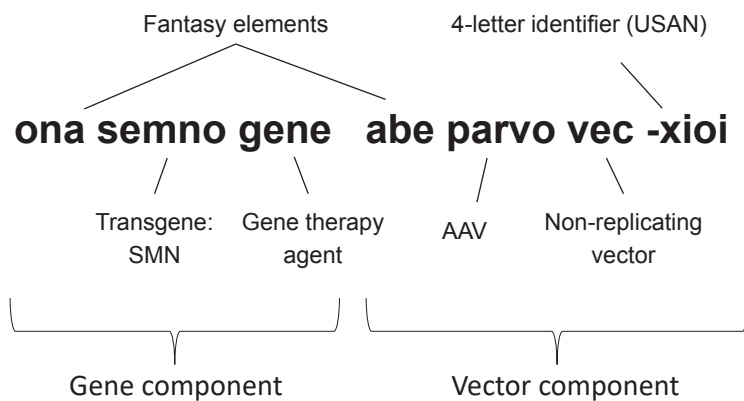 Fantasy elements 4-letter identifier (USAN)
ona semno gene abe parvo vec -xioi
Transgene:
SMN
Gene therapy
agent
AAV
Non-replicating
vector
Gene component Vector component